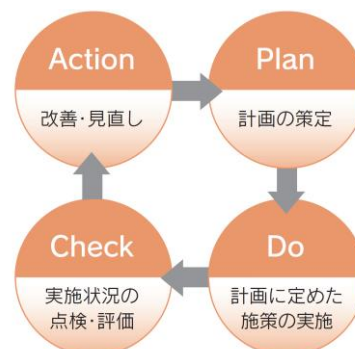 Action
改善・見直し
Plan
計画の策定
Check
実施状況の
点検・評価
Do
計画に定めた
施策の実施